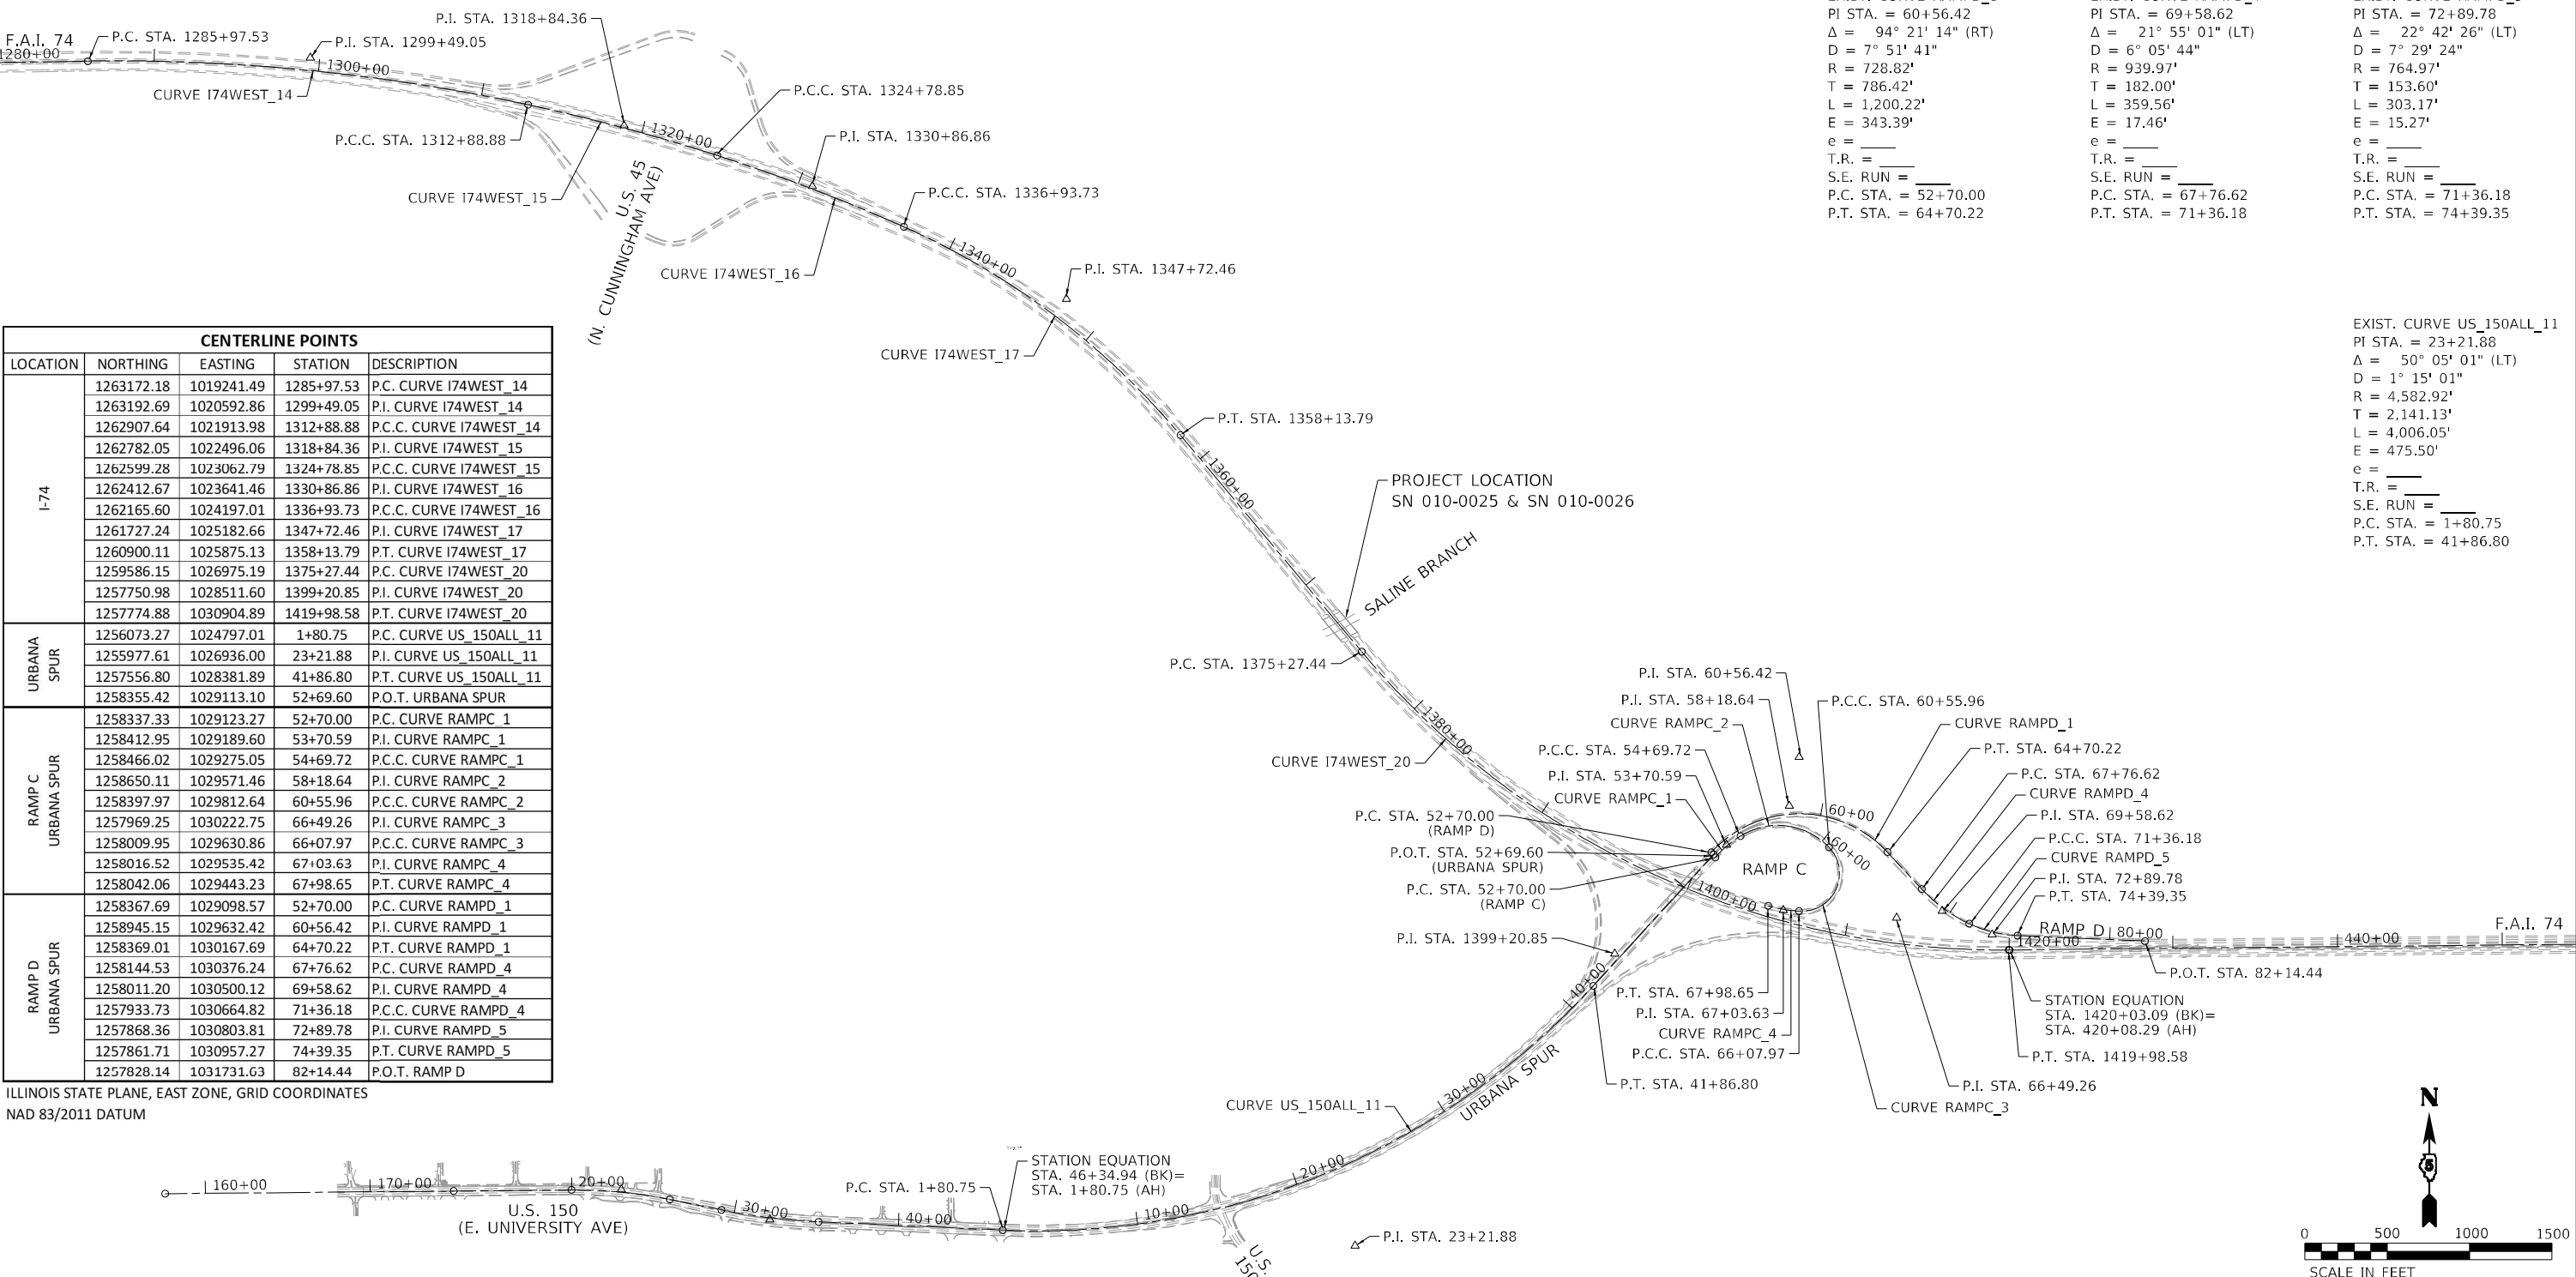 F.A.I. 74
1280+00
P.C. STA. 1285+97.53
P.I. STA. 1299+49.05
1300+00
CURVE I74WEST_14
P.I. STA. 1318+84.36
P.C.C. STA. 1312+88.88
CURVE I74WEST_15
1320+00
P.C.C. STA. 1324+78.85
P.I. STA. 1330+86.86
U.S. 45
(N. CUNNINGHAM AVE)
CURVE I74WEST_16
P.C.C. STA. 1336+93.73
1340+00
P.I. STA. 1347+72.46
CURVE I74WEST_17
P.T. STA. 1358+13.79
1360+00
PROJECT LOCATION
SN 010-0025 & SN 010-0026
SALINE BRANCH
P.C. STA. 1375+27.44
1380+00
CURVE I74WEST_20
PI STA. = 60+56.42
Δ = 94° 21' 14" (RT)
D = 7° 51' 41"
R = 728.82'
T = 786.42'
L = 1,200.22'
E = 343.39'
e = ____
T.R. = ____
S.E. RUN = ____
P.C. STA. = 52+70.00
P.T. STA. = 64+70.22
PI STA. = 69+58.62
Δ = 21° 55' 01" (LT)
D = 6° 05' 44"
R = 939.97'
T = 182.00'
L = 359.56'
E = 17.46'
e = ____
T.R. = ____
S.E. RUN = ____
P.C. STA. = 67+76.62
P.T. STA. = 71+36.18
PI STA. = 72+89.78
Δ = 22° 42' 26" (LT)
D = 7° 29' 24"
R = 764.97'
T = 153.60'
L = 303.17'
E = 15.27'
e = ____
T.R. = ____
S.E. RUN = ____
P.C. STA. = 71+36.18
P.T. STA. = 74+39.35
EXIST. CURVE US_150ALL_11
PI STA. = 23+21.88
Δ = 50° 05' 01" (LT)
D = 1° 15' 01"
R = 4,582.92'
T = 2,141.13'
L = 4,006.05'
E = 475.50'
e = ____
T.R. = ____
S.E. RUN = ____
P.C. STA. = 1+80.75
P.T. STA. = 41+86.80
CENTERLINE POINTS
LOCATION NORTHING EASTING STATION DESCRIPTION
I-74
1263172.18 1019241.49 1285+97.53 P.C. CURVE I74WEST_14
1263192.69 1020592.86 1299+49.05 P.I. CURVE I74WEST_14
1262907.64 1021913.98 1312+88.88 P.C.C. CURVE I74WEST_14
1262782.05 1022496.06 1318+84.36 P.I. CURVE I74WEST_15
1262599.28 1023062.79 1324+78.85 P.C.C. CURVE I74WEST_15
1262412.67 1023641.46 1330+86.86 P.I. CURVE I74WEST_16
1262165.60 1024197.01 1336+93.73 P.C.C. CURVE I74WEST_16
1261727.24 1025182.66 1347+72.46 P.I. CURVE I74WEST_17
1260900.11 1025875.13 1358+13.79 P.T. CURVE I74WEST_17
1259586.15 1026975.19 1375+27.44 P.C. CURVE I74WEST_20
1257750.98 1028511.60 1399+20.85 P.I. CURVE I74WEST_20
1257774.88 1030904.89 1419+98.58 P.T. CURVE I74WEST_20
URBANA
SPUR
1256073.27 1024797.01 1+80.75 P.C. CURVE US_150ALL_11
1255977.61 1026936.00 23+21.88 P.I. CURVE US_150ALL_11
1257556.80 1028381.89 41+86.80 P.T. CURVE US_150ALL_11
1258355.42 1029113.10 52+69.60 P.O.T. URBANA SPUR
RAMP C
URBANA SPUR
1258337.33 1029123.27 52+70.00 P.C. CURVE RAMPC_1
1258412.95 1029189.60 53+70.59 P.I. CURVE RAMPC_1
1258466.02 1029275.05 54+69.72 P.C.C. CURVE RAMPC_1
1258650.11 1029571.46 58+18.64 P.I. CURVE RAMPC_2
1258397.97 1029812.64 60+55.96 P.C.C. CURVE RAMPC_2
1257969.25 1030222.75 66+49.26 P.I. CURVE RAMPC_3
1258009.95 1029630.86 66+07.97 P.C.C. CURVE RAMPC_3
1258016.52 1029535.42 67+03.63 P.I. CURVE RAMPC_4
1258042.06 1029443.23 67+98.65 P.T. CURVE RAMPC_4
RAMP D
URBANA SPUR
1258367.69 1029098.57 52+70.00 P.C. CURVE RAMPD_1
1258945.15 1029632.42 60+56.42 P.I. CURVE RAMPD_1
1258369.01 1030167.69 64+70.22 P.T. CURVE RAMPD_1
1258144.53 1030376.24 67+76.62 P.C. CURVE RAMPD_4
1258011.20 1030500.12 69+58.62 P.I. CURVE RAMPD_4
1257933.73 1030664.82 71+36.18 P.C.C. CURVE RAMPD_4
1257868.36 1030803.81 72+89.78 P.I. CURVE RAMPD_5
1257861.71 1030957.27 74+39.35 P.T. CURVE RAMPD_5
1257828.14 1031731.63 82+14.44 P.O.T. RAMP D
ILLINOIS STATE PLANE, EAST ZONE, GRID COORDINATES
NAD 83/2011 DATUM
P.I. STA. 60+56.42
P.I. STA. 58+18.64
CURVE RAMPC_2
P.C.C. STA. 54+69.72
P.I. STA. 53+70.59
CURVE RAMPC_1
P.C. STA. 52+70.00
(RAMP D)
P.O.T. STA. 52+69.60
(URBANA SPUR)
P.C. STA. 52+70.00
(RAMP C)
P.I. STA. 1399+20.85
P.C.C. STA. 60+55.96
CURVE RAMPD_1
P.T. STA. 64+70.22
P.C. STA. 67+76.62
CURVE RAMPD_4
P.I. STA. 69+58.62
P.C.C. STA. 71+36.18
CURVE RAMPD_5
P.I. STA. 72+89.78
P.T. STA. 74+39.35
60+00
60+00
RAMP C
1400+00
RAMP D
80+00
1420+00
440+00
F.A.I. 74
P.O.T. STA. 82+14.44
STATION EQUATION
STA. 1420+03.09 (BK)=
STA. 420+08.29 (AH)
P.T. STA. 1419+98.58
P.I. STA. 66+49.26
CURVE RAMPC_3
P.T. STA. 67+98.65
P.I. STA. 67+03.63
CURVE RAMPC_4
P.C.C. STA. 66+07.97
P.T. STA. 41+86.80
40+00
URBANA SPUR
30+00
CURVE US_150ALL_11
20+00
10+00
STATION EQUATION
STA. 46+34.94 (BK)=
STA. 1+80.75 (AH)
P.C. STA. 1+80.75
160+00
170+00
20+00
30+00
40+00
U.S. 150
(E. UNIVERSITY AVE)
U.S.
P.I. STA. 23+21.88
N
5
0 500 1000 1500
SCALE IN FEET